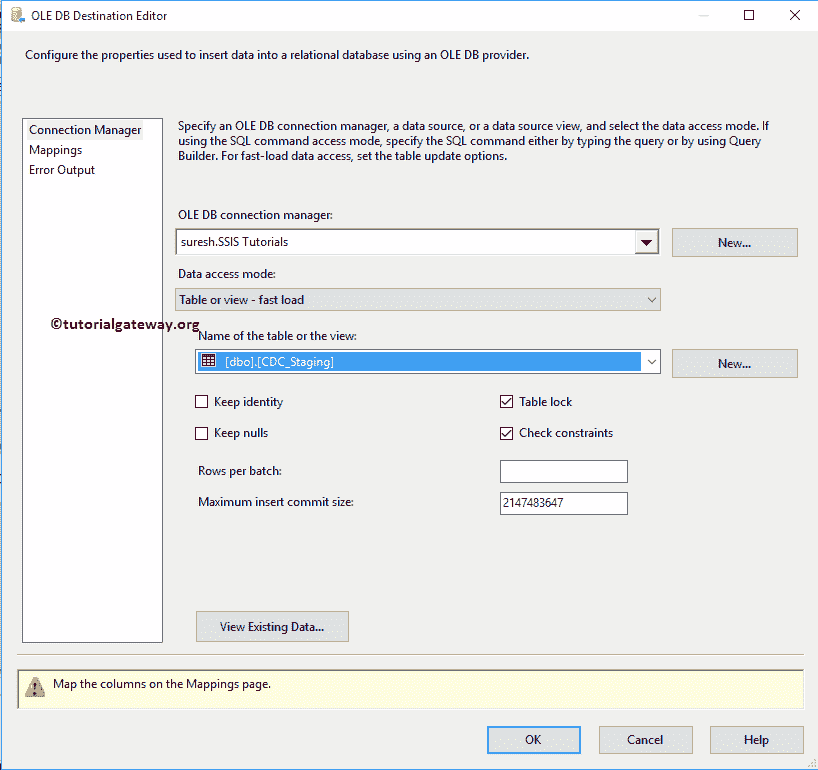 OLE DB Destination Editor
Configure the properties used to insert data into a relational database using an OLE DB provider.
Connection Manager
Mappings
Error Output
Specify an OLE DB connection manager, a data source, or a data source view, and select the data access mode. If
using the SQL command access mode, specify the SQL command either by typing the query or by using Query
Builder. For fast-load data access, set the table update options.
OLE DB connection manager:
suresh.SSIS Tutorials
New...
Data access mode:
Table or view - fast load
©tutorialgateway.org
Name of the table or the view:
[dbo].[CDC_Staging]
New...
Keep identity
Table lock
Keep nulls
Check constraints
Rows per batch:
Maximum insert commit size:
2147483647
View Existing Data...
Map the columns on the Mappings page.
OK
Cancel
Help